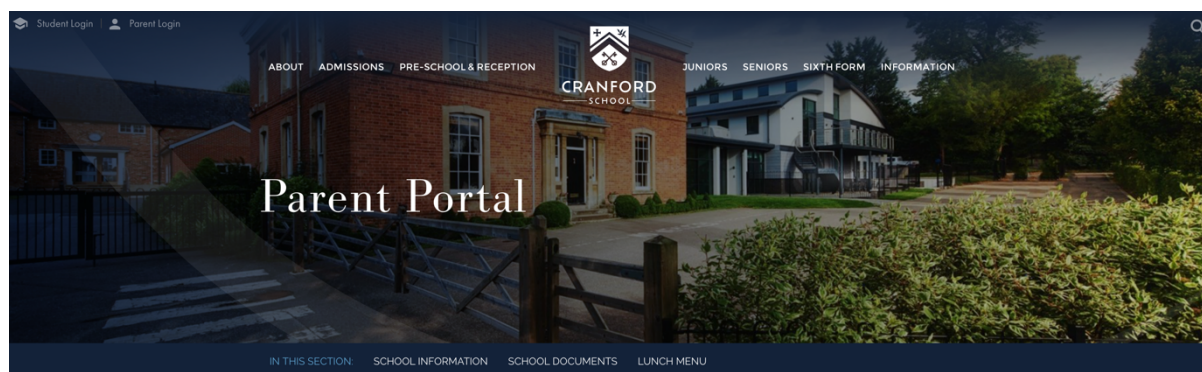 Student Login | Parent Login
ABOUT ADMISSIONS PRE-SCHOOL & RECEPTION
CRANFORD
SCHOOL
JUNIORS SENIORS SIXTH FORM INFORMATION
Parent Portal
IN THIS SECTION: SCHOOL INFORMATION SCHOOL DOCUMENTS LUNCH MENU